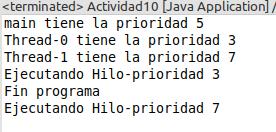 <terminated> Actividad10 [Java Application] /
main tiene la prioridad 5
Thread-0 tiene la prioridad 3
Thread-1 tiene la prioridad 7
Ejecutando Hilo-prioridad 3
Fin programa
Ejecutando Hilo-prioridad 7